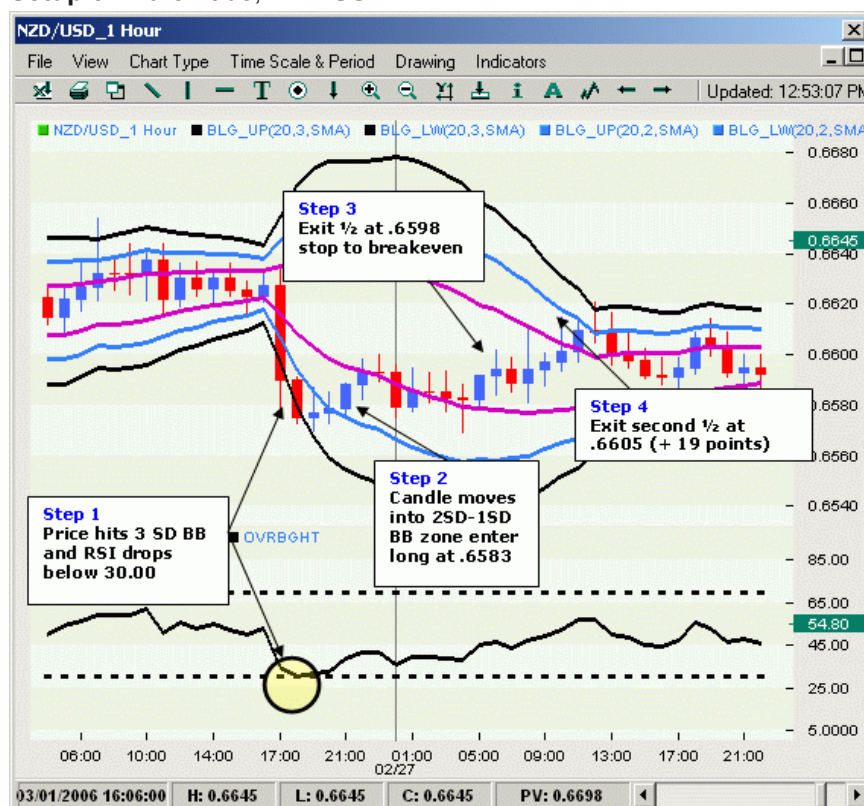 NZD/USD_1 Hour
File View Chart Type Time Scale & Period Drawing Indicators
T i A Updated: 12:53:07 PM
NZD/USD_1 Hour BLG_UP(20,3,SMA) BLG_LW(20,3,SMA) BLG_UP(20,2,SMA) BLG_LW(20,2,SMA
0.6680
0.6660
0.6645
0.6640
0.6620
0.6600
0.6580
0.6560
0.6540
Step 3
Exit ½ at .6598
stop to breakeven
Step 4
Exit second ½ at
.6605 (+ 19 points)
Step 2
Candle moves
into 2SD-1SD
BB zone enter
long at .6583
Step 1
Price hits 3 SD BB
and RSI drops
below 30.00
OVRBGHT
85.00
65.00
54.80
45.00
25.00
5.0000
06:00 10:00 14:00 17:00 21:00 01:00 05:00 09:00 13:00 17:00 21:00
02/27
03/01/2006 16:06:00 H: 0.6645 L: 0.6645 C: 0.6645 PV: 0.6698